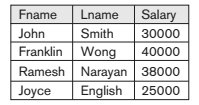 Fname Lname Salary
John Smith 30000
Franklin Wong 40000
Ramesh Narayan 38000
Joyce English 25000